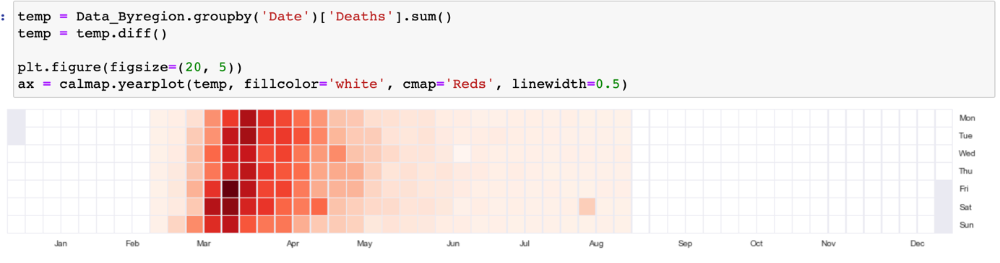 :
temp = Data_Byregion.groupby('Date')['Deaths'].sum()
temp = temp.diff()
plt.figure(figsize=(20, 5))
ax = calmap.yearplot(temp, fillcolor='white', cmap='Reds', linewidth=0.5)
Mon
Tue
Wed
Thu
Fri
Sat
Sun
Jan Feb Mar Apr May Jun Jul Aug Sep Oct Nov Dec